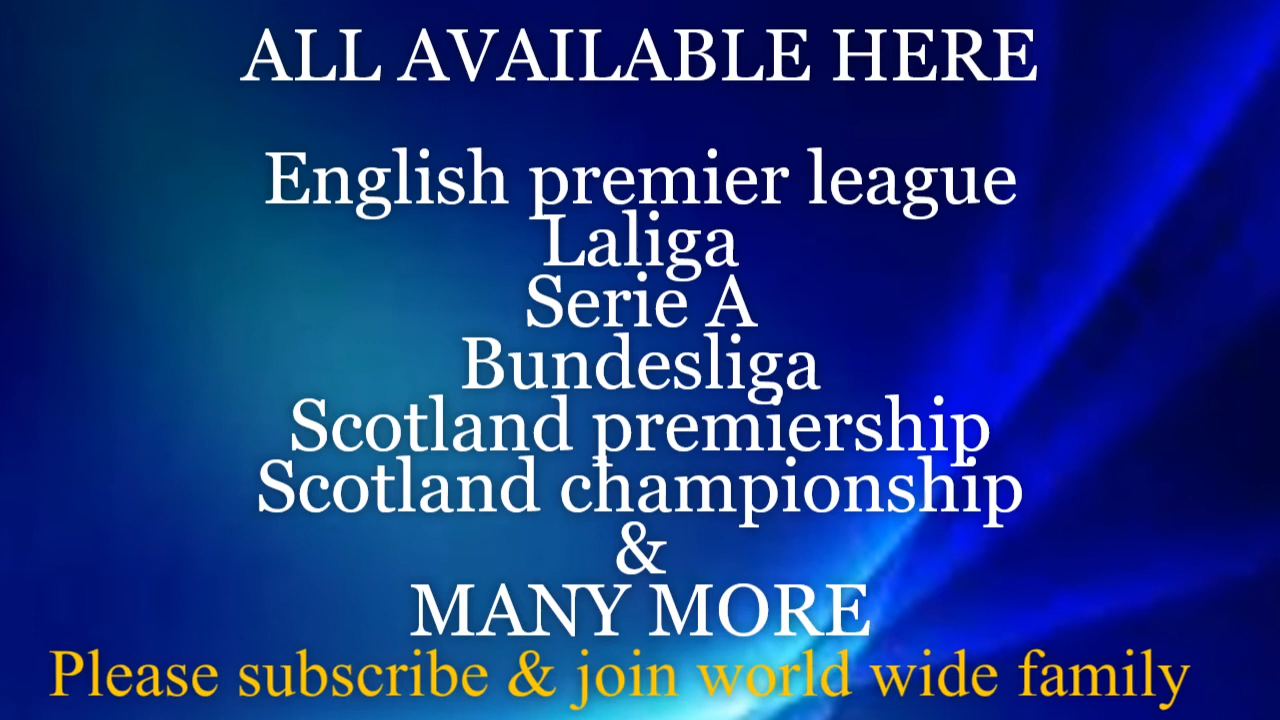 ALL AVAILABLE HERE
English premier league
Laliga
Serie A
Bundesliga
Scotland premiership
Scotland championship
&
MANY MORE
Please subscribe & join world wide family